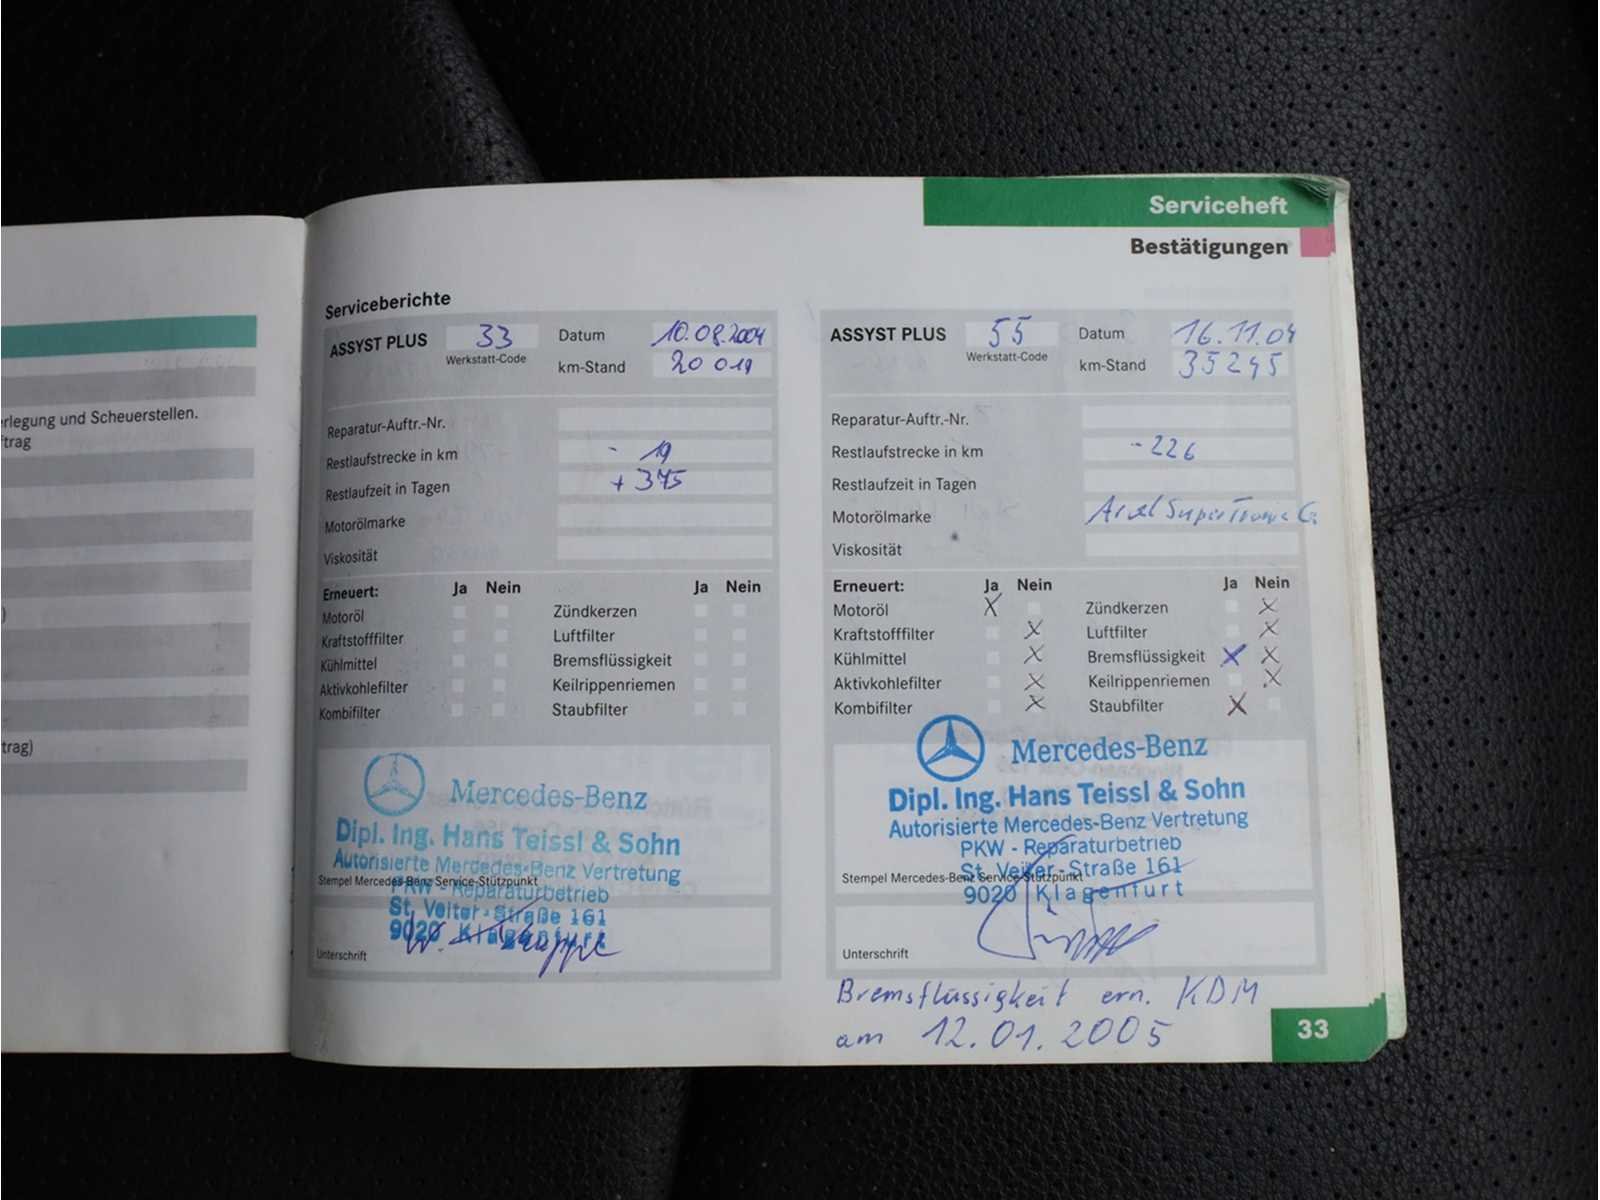 Serviceheft
Bestätigungen
erlegung und Scheuerstellen.
ftrag
)
trag)
Serviceberichte
ASSYST PLUS 33 Datum 10.08.2004
Werkstatt-Code
km-Stand 20 019
Reparatur-Auftr.-Nr.
Restlaufstrecke in km - 19
Restlaufzeit in Tagen + 375
Motorölmarke
Viskosität
Erneuert: Ja Nein Ja Nein
Motoröl Zündkerzen
Kraftstofffilter Luftfilter
Kühlmittel Bremsflüssigkeit
Aktivkohlefilter Keilrippenriemen
Kombifilter Staubfilter
Mercedes-Benz
Dipl. Ing. Hans Teissl & Sohn
Autorisierte Mercedes-Benz Vertretung
Stempel Mercedes-Benz Service-Stützpunkt
PKW - Reparaturbetrieb
St. Veiter-Straße 161
9020 Klagenfurt
Unterschrift
ASSYST PLUS 55 Datum 16.11.04
Werkstatt-Code
km-Stand 35245
Reparatur-Auftr.-Nr.
Restlaufstrecke in km - 226
Restlaufzeit in Tagen
Motorölmarke
Viskosität
Erneuert: Ja Nein Ja Nein
Motoröl X Zündkerzen X
Kraftstofffilter X Luftfilter X
Kühlmittel X Bremsflüssigkeit X X
Aktivkohlefilter X Keilrippenriemen X
Kombifilter X Staubfilter X
Mercedes-Benz
Dipl. Ing. Hans Teissl & Sohn
Autorisierte Mercedes-Benz Vertretung
PKW - Reparaturbetrieb
St. Veiter-Straße 161
Stempel Mercedes-Benz Service-Stützpunkt
9020 Klagenfurt
Unterschrift
Bremsflüssigkeit ern. KDM
am 12.01.2005
33